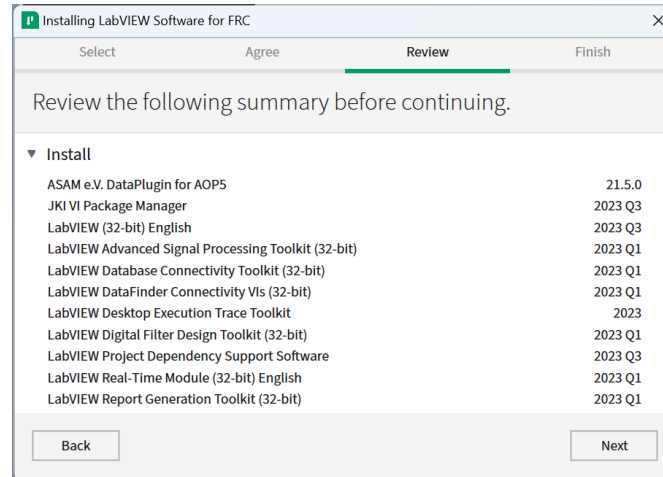 Installing LabVIEW Software for FRC
Select Agree Review Finish
Review the following summary before continuing.
Install
ASAM e.V. DataPlugin for AOP5 21.5.0
JKI VI Package Manager 2023 Q3
LabVIEW (32-bit) English 2023 Q3
LabVIEW Advanced Signal Processing Toolkit (32-bit) 2023 Q1
LabVIEW Database Connectivity Toolkit (32-bit) 2023 Q1
LabVIEW DataFinder Connectivity VIs (32-bit) 2023 Q1
LabVIEW Desktop Execution Trace Toolkit 2023
LabVIEW Digital Filter Design Toolkit (32-bit) 2023 Q1
LabVIEW Project Dependency Support Software 2023 Q3
LabVIEW Real-Time Module (32-bit) English 2023 Q1
LabVIEW Report Generation Toolkit (32-bit) 2023 Q1
Back Next